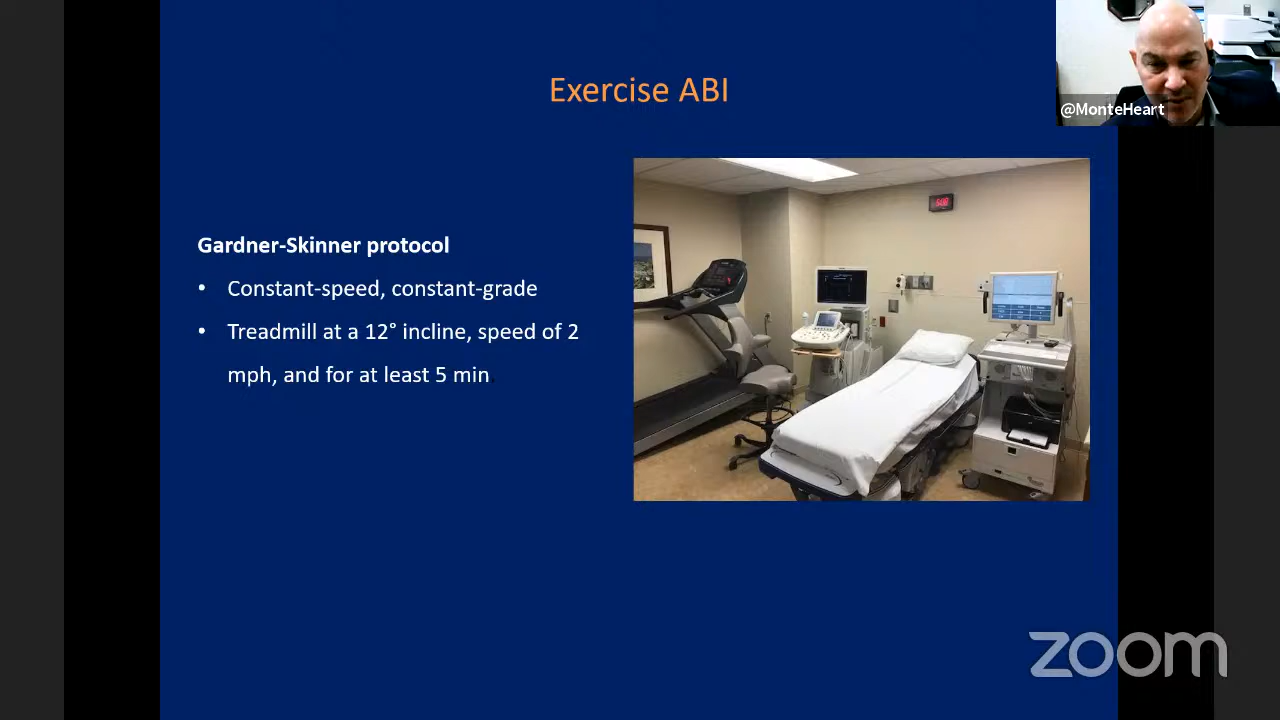 Exercise ABI
@MonteHeart
Gardner-Skinner protocol
• Constant-speed, constant-grade
• Treadmill at a 12° incline, speed of 2
mph, and for at least 5 min.
zoom